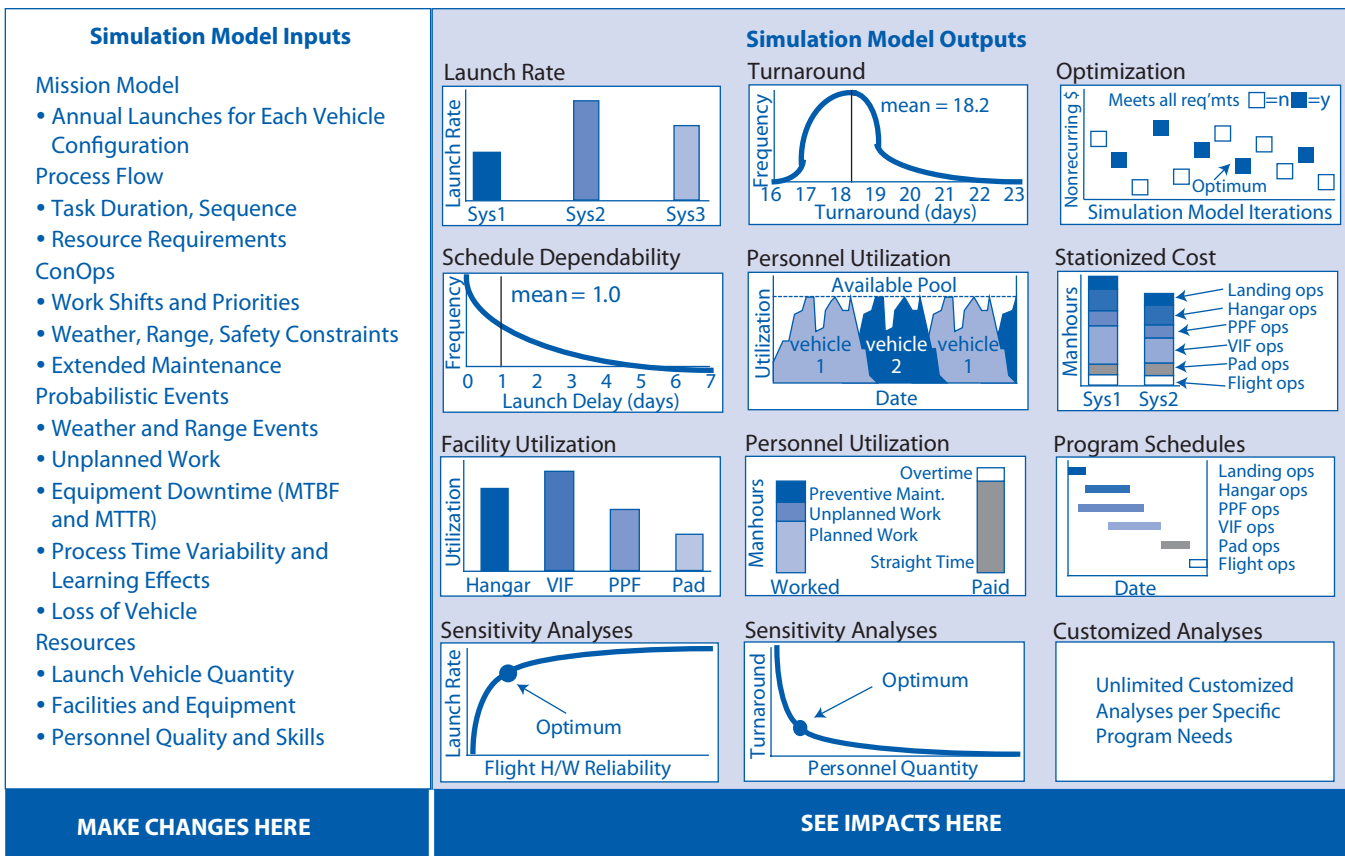 Simulation Model Inputs
Mission Model
• Annual Launches for Each Vehicle
Configuration
Process Flow
• Task Duration, Sequence
• Resource Requirements
ConOps
• Work Shifts and Priorities
• Weather, Range, Safety Constraints
• Extended Maintenance
Probabilistic Events
• Weather and Range Events
• Unplanned Work
• Equipment Downtime (MTBF
and MTTR)
• Process Time Variability and
Learning Effects
• Loss of Vehicle
Resources
• Launch Vehicle Quantity
• Facilities and Equipment
• Personnel Quality and Skills
MAKE CHANGES HERE
Simulation Model Outputs
Launch Rate
Launch Rate
Sys1 Sys2 Sys3
Turnaround
mean = 18.2
Frequency
16 17 18 19 20 21 22 23
Turnaround (days)
Optimization
Meets all req'mts =n =y
Nonrecurring $
Optimum
Simulation Model Iterations
Schedule Dependability
mean = 1.0
Frequency
0 1 2 3 4 5 6 7
Launch Delay (days)
Personnel Utilization
Available Pool
Utilization
vehicle vehicle vehicle
1 2 1
Date
Stationized Cost
Manhours
Landing ops
Hangar ops
PPF ops
VIF ops
Pad ops
Flight ops
Sys1 Sys2
Facility Utilization
Utilization
Hangar VIF PPF Pad
Personnel Utilization
Manhours
Overtime
Preventive Maint.
Unplanned Work
Planned Work
Straight Time
Worked Paid
Program Schedules
Landing ops
Hangar ops
PPF ops
VIF ops
Pad ops
Flight ops
Date
Sensitivity Analyses
Launch Rate
Optimum
Flight H/W Reliability
Sensitivity Analyses
Turnaround
Optimum
Personnel Quantity
Customized Analyses
Unlimited Customized
Analyses per Specific
Program Needs
SEE IMPACTS HERE